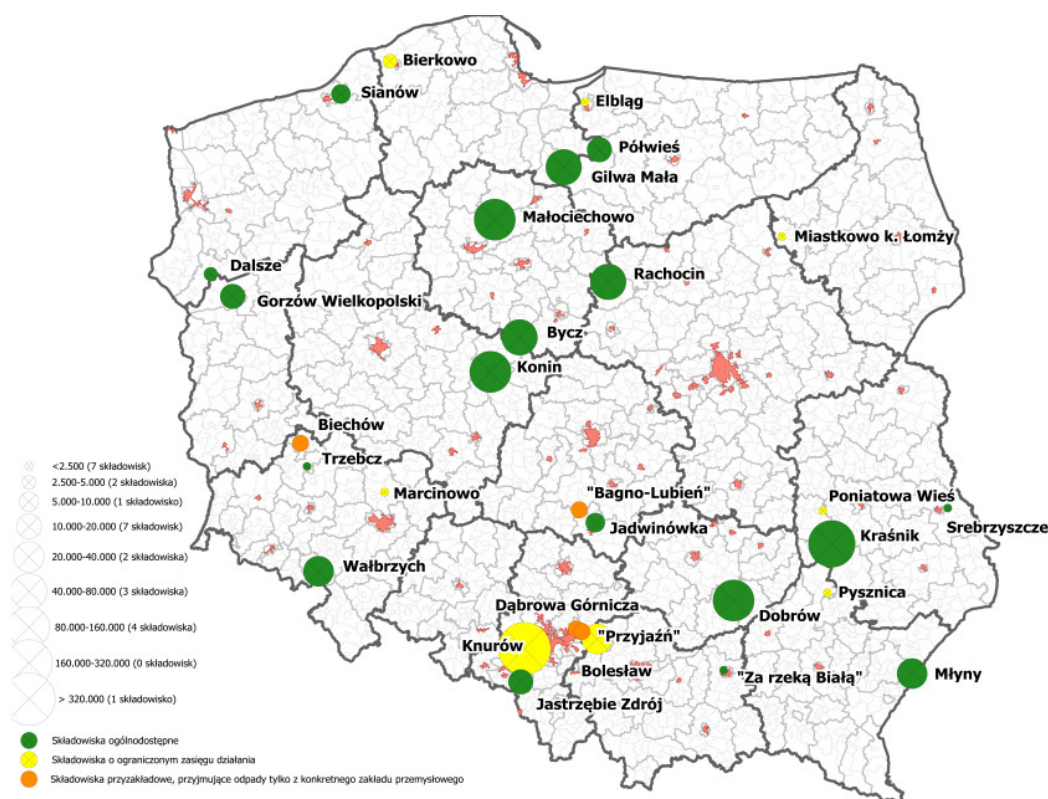 Bierkowo
Sianów
Elbląg
Półwieś
Gilwa Mała
Małociechowo
Miastkowo k. Łomży
Dalsze
Rachocin
Gorzów Wielkopolski
Bycz
Konin
Biechów
Trzebcz
Marcinowo
"Bagno-Lubień"
Poniatowa Wieś
Jadwinówka
Srebrzyszcze
Kraśnik
Wałbrzych
Pysznica
Dąbrowa Górnicza
Dobrów
Knurów
"Przyjaźń"
Bolesław
"Za rzeką Białą"
Młyny
Jastrzębie Zdrój
<2.500 (7 składowisk)
2.500-5.000 (2 składowiska)
5.000-10.000 (1 składowisko)
10.000-20.000 (7 składowisk)
20.000-40.000 (2 składowiska)
40.000-80.000 (3 składowiska)
80.000-160.000 (4 składowiska)
160.000-320.000 (0 składowisk)
> 320.000 (1 składowisko)
Składowiska ogólnodostępne
Składowiska o ograniczonym zasięgu działania
Składowiska przyzakładowe, przyjmujące odpady tylko z konkretnego zakładu przemysłowego